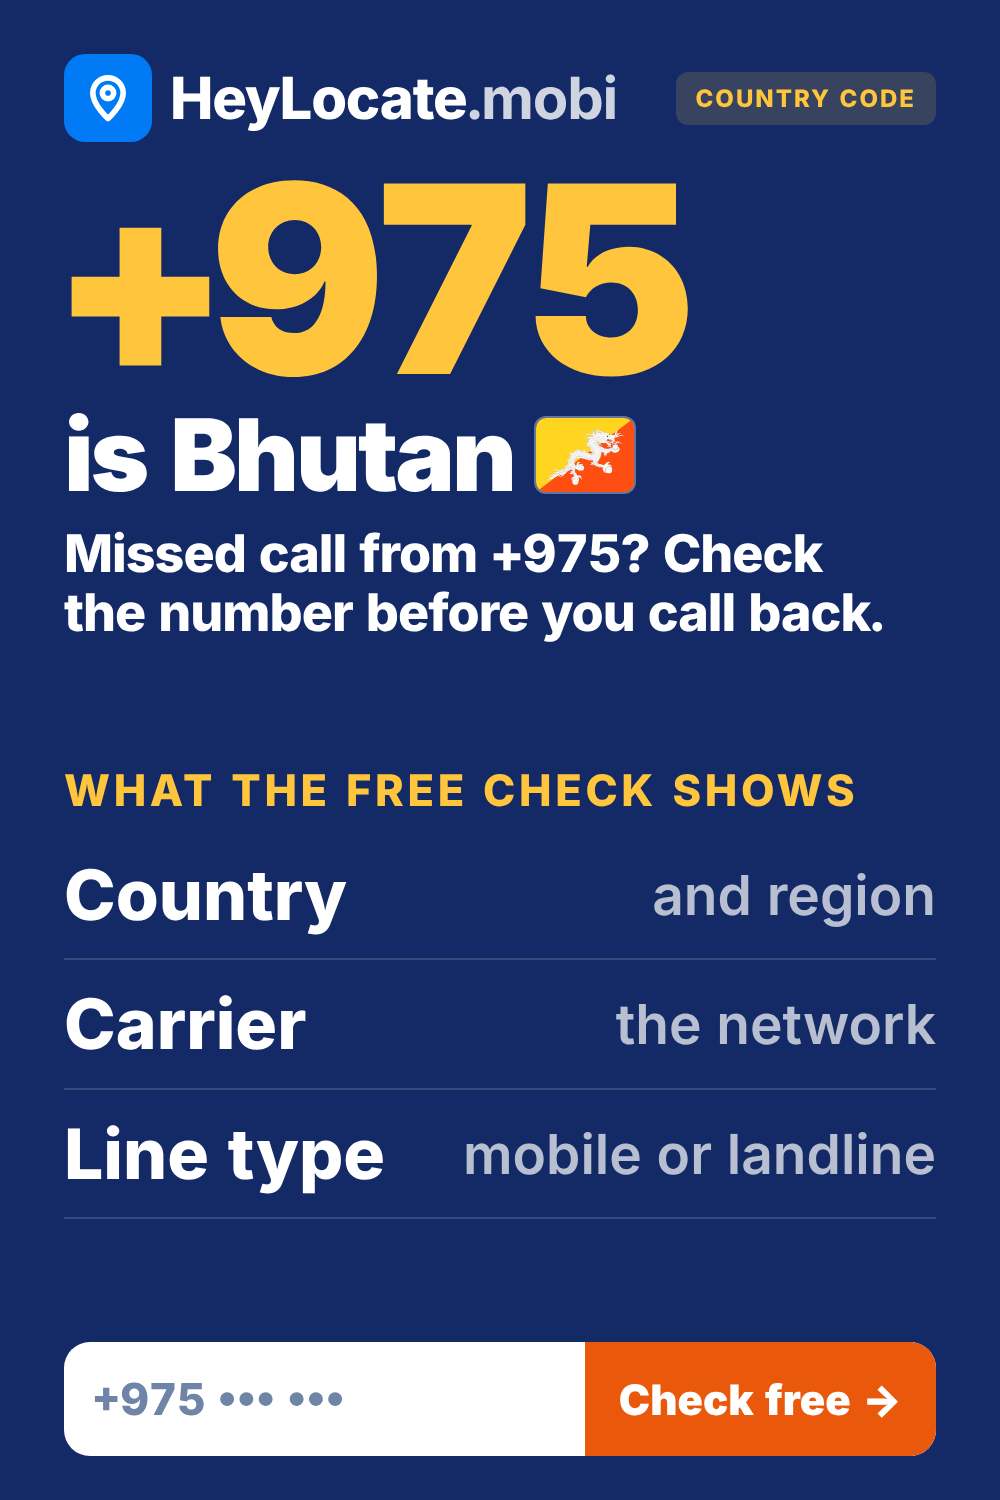 HeyLocate.mobi
COUNTRY CODE
+975
is Bhutan
Missed call from +975? Check
the number before you call back.
WHAT THE FREE CHECK SHOWS
Country and region
Carrier the network
Line type mobile or landline
+975 ••• •••
Check free →